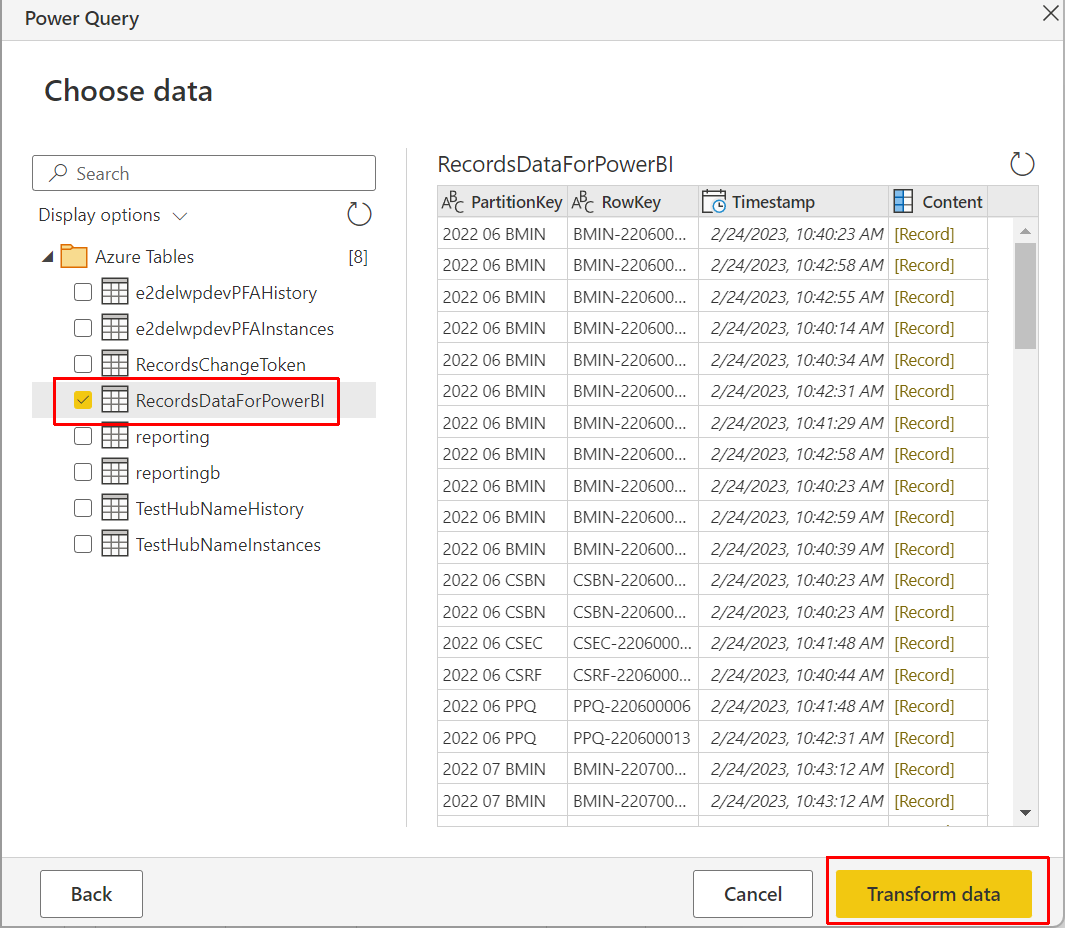 Power Query
Choose data
Search
Display options
Azure Tables [8]
e2delwpdevPFAHistory
e2delwpdevPFAInstances
RecordsChangeToken
RecordsDataForPowerBI
reporting
reportingb
TestHubNameHistory
TestHubNameInstances
RecordsDataForPowerBI
ABC PartitionKey ABC RowKey Timestamp Content
2022 06 BMIN BMIN-220600... 2/24/2023, 10:40:23 AM [Record]
2022 06 BMIN BMIN-220600... 2/24/2023, 10:42:58 AM [Record]
2022 06 BMIN BMIN-220600... 2/24/2023, 10:42:55 AM [Record]
2022 06 BMIN BMIN-220600... 2/24/2023, 10:40:14 AM [Record]
2022 06 BMIN BMIN-220600... 2/24/2023, 10:40:34 AM [Record]
2022 06 BMIN BMIN-220600... 2/24/2023, 10:42:31 AM [Record]
2022 06 BMIN BMIN-220600... 2/24/2023, 10:41:29 AM [Record]
2022 06 BMIN BMIN-220600... 2/24/2023, 10:42:58 AM [Record]
2022 06 BMIN BMIN-220600... 2/24/2023, 10:40:23 AM [Record]
2022 06 BMIN BMIN-220600... 2/24/2023, 10:42:59 AM [Record]
2022 06 BMIN BMIN-220600... 2/24/2023, 10:40:39 AM [Record]
2022 06 CSBN CSBN-220600... 2/24/2023, 10:40:23 AM [Record]
2022 06 CSBN CSBN-220600... 2/24/2023, 10:40:23 AM [Record]
2022 06 CSEC CSEC-2206000... 2/24/2023, 10:41:48 AM [Record]
2022 06 CSRF CSRF-2206000... 2/24/2023, 10:40:44 AM [Record]
2022 06 PPQ PPQ-220600006 2/24/2023, 10:41:48 AM [Record]
2022 06 PPQ PPQ-220600013 2/24/2023, 10:42:31 AM [Record]
2022 07 BMIN BMIN-220700... 2/24/2023, 10:43:12 AM [Record]
2022 07 BMIN BMIN-220700... 2/24/2023, 10:43:12 AM [Record]
Back Cancel Transform data